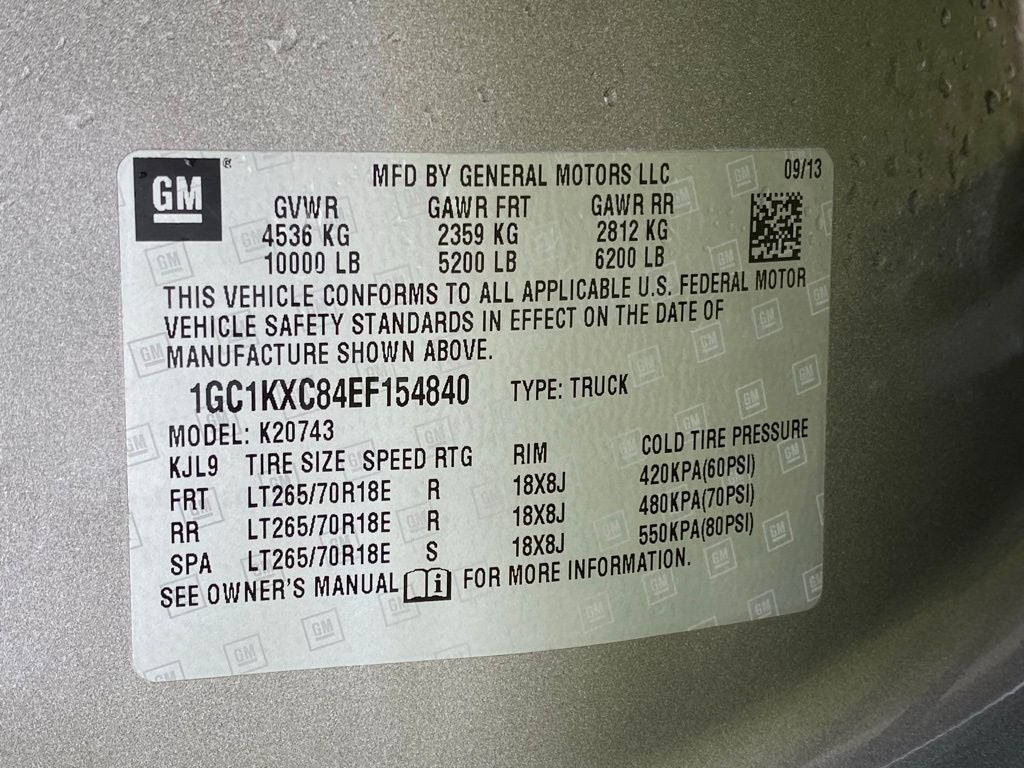 GM ® MFD BY GENERAL MOTORS LLC 09/13
GVWR GAWR FRT GAWR RR
4536 KG 2359 KG 2812 KG
10000 LB 5200 LB 6200 LB
THIS VEHICLE CONFORMS TO ALL APPLICABLE U.S. FEDERAL MOTOR
VEHICLE SAFETY STANDARDS IN EFFECT ON THE DATE OF
MANUFACTURE SHOWN ABOVE.
1GC1KXC84EF154840 TYPE: TRUCK
MODEL: K20743
KJL9 TIRE SIZE SPEED RTG RIM COLD TIRE PRESSURE
FRT LT265/70R18E R 18X8J 420KPA(60PSI)
RR LT265/70R18E R 18X8J 480KPA(70PSI)
SPA LT265/70R18E S 18X8J 550KPA(80PSI)
SEE OWNER'S MANUAL FOR MORE INFORMATION.